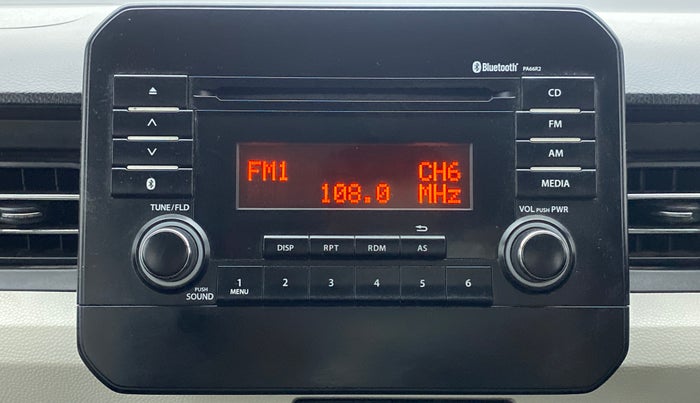 Bluetooth® PA66R2
CD
FM
AM
MEDIA
FM1 CH6
108.0 MHz
TUNE/FLD
VOL PUSH PWR
DISP RPT RDM AS
PUSH
SOUND
1 2 3 4 5 6
MENU